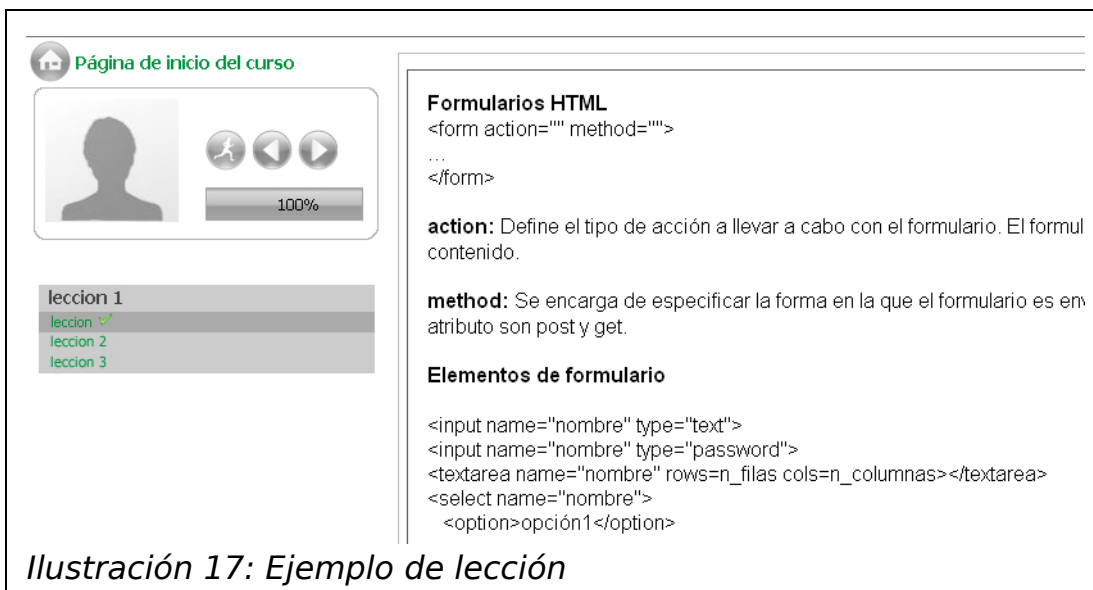 Página de inicio del curso
100%
leccion 1
leccion
leccion 2
leccion 3
Formularios HTML
<form action="" method="">
...
</form>
action: Define el tipo de acción a llevar a cabo con el formulario. El formul
contenido.
method: Se encarga de especificar la forma en la que el formulario es env
atributo son post y get.
Elementos de formulario
<input name="nombre" type="text">
<input name="nombre" type="password">
<textarea name="nombre" rows=n_filas cols=n_columnas></textarea>
<select name="nombre">
<option>opción1</option>
Ilustración 17: Ejemplo de lección